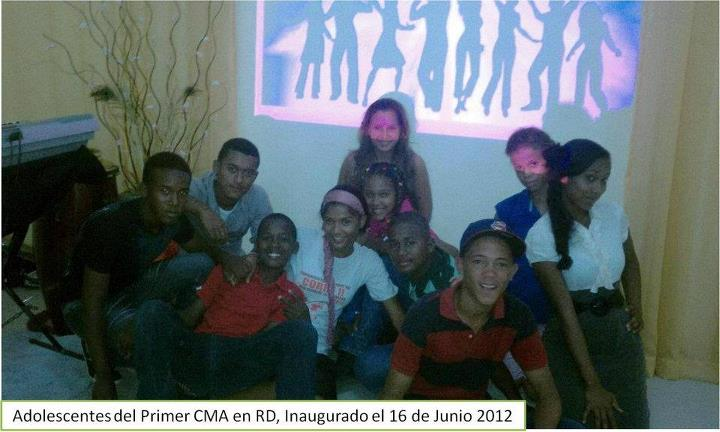 Adolescentes del Primer CMA en RD, Inaugurado el 16 de Junio 2012